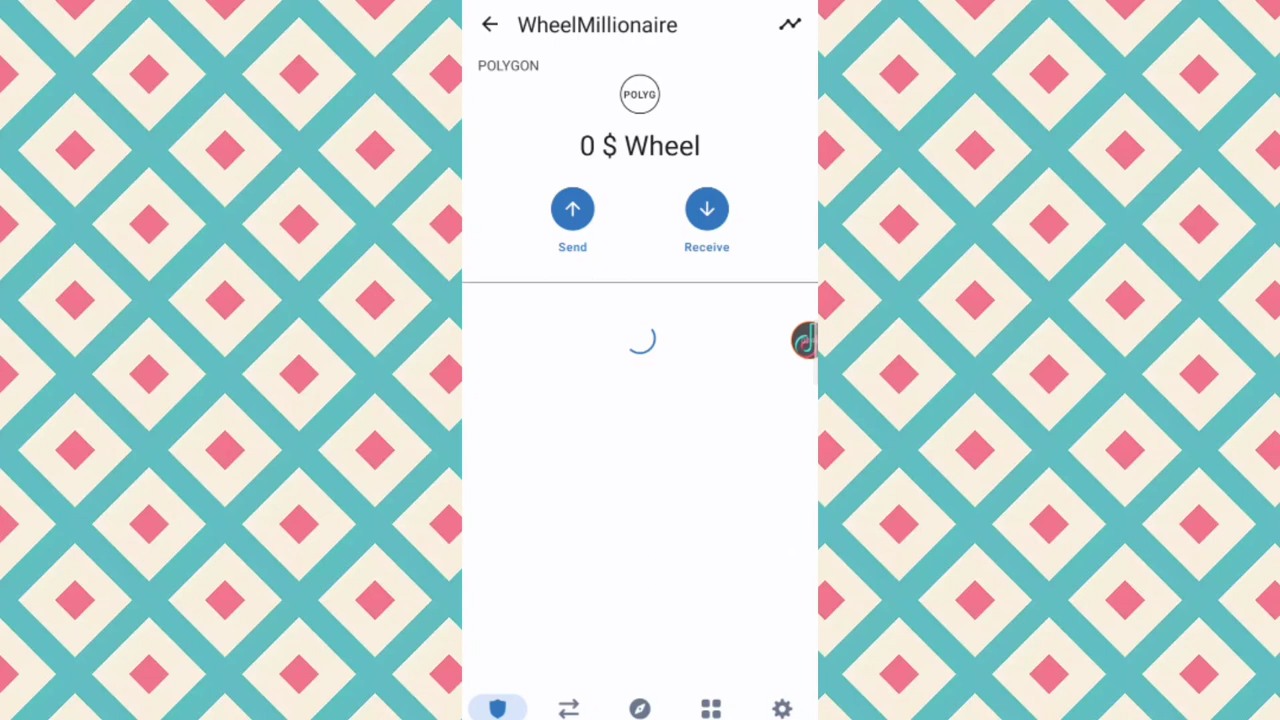 WheelMillionaire
POLYGON
POLYG
0 $ Wheel
Send
Receive